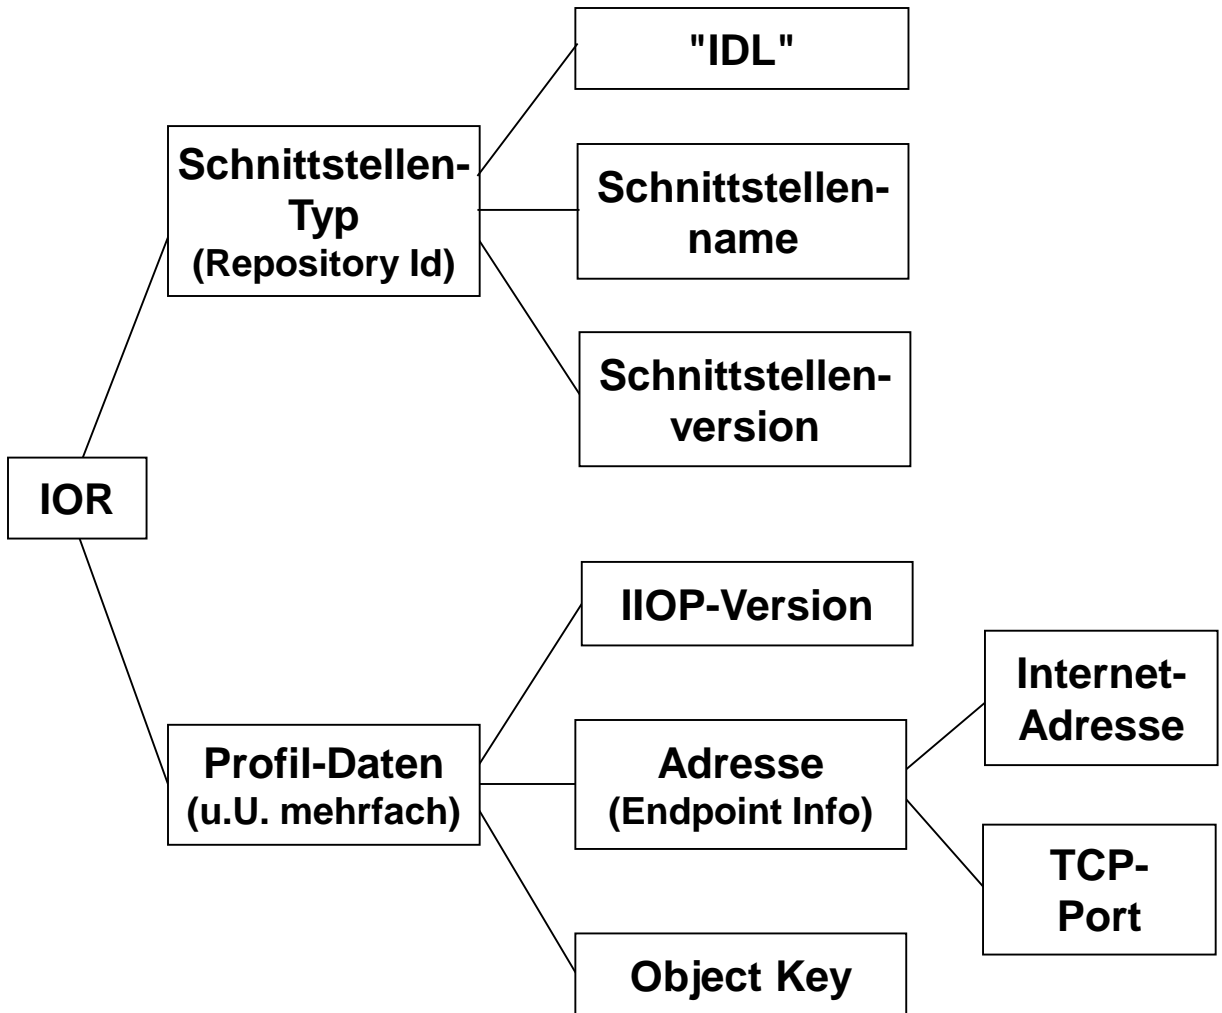 "IDL"
Schnittstellen-
Typ
(Repository Id)
Schnittstellen-
name
Schnittstellen-
version
IOR
IIOP-Version
Internet-
Adresse
Profil-Daten
(u.U. mehrfach)
Adresse
(Endpoint Info)
TCP-
Port
Object Key